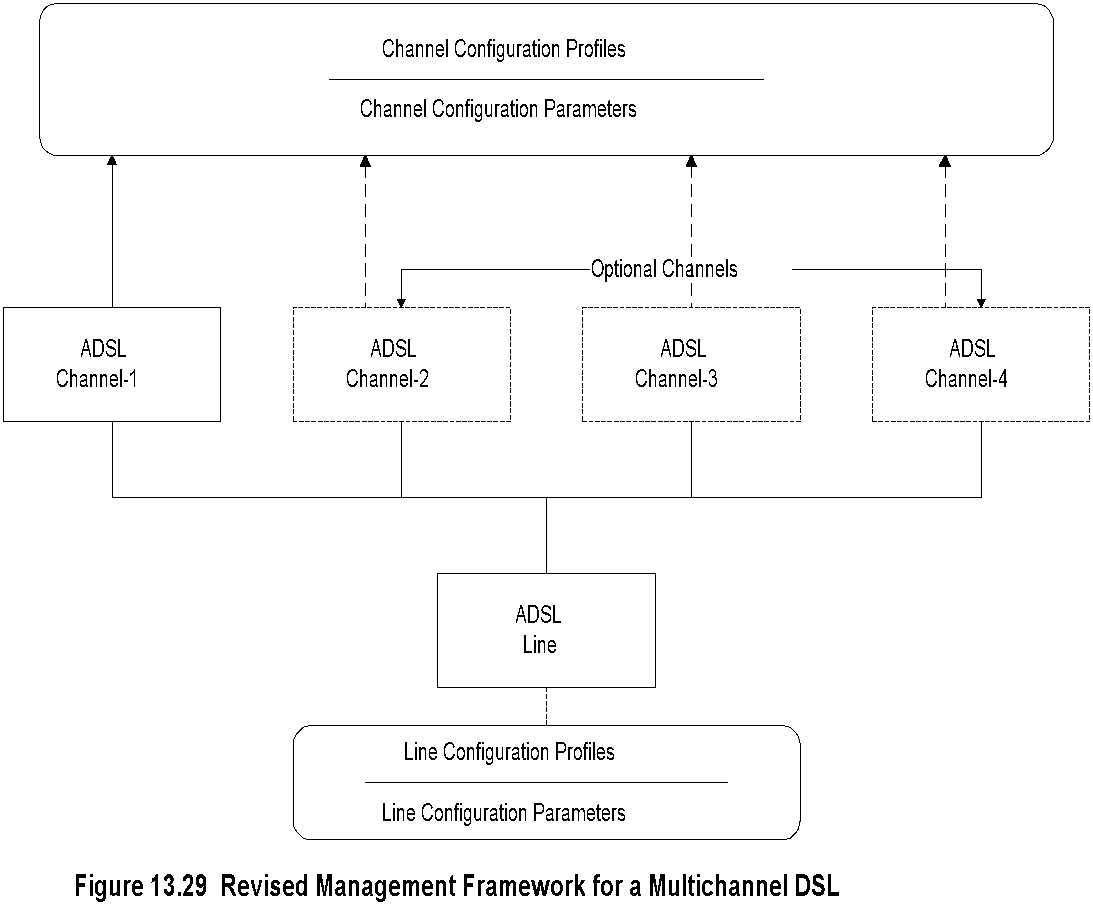 Channel Configuration Profiles
Channel Configuration Parameters
Optional Channels
ADSL
Channel-1
ADSL
Channel-2
ADSL
Channel-3
ADSL
Channel-4
ADSL
Line
Line Configuration Profiles
Line Configuration Parameters
Figure 13.29 Revised Management Framework for a Multichannel DSL